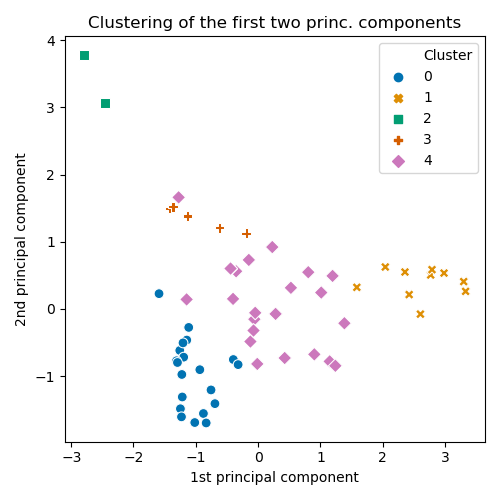 Clustering of the first two princ. components
Cluster
0
1
2
3
4
4
3
2
1
0
−1
2nd principal component
−3 −2 −1 0 1 2 3
1st principal component